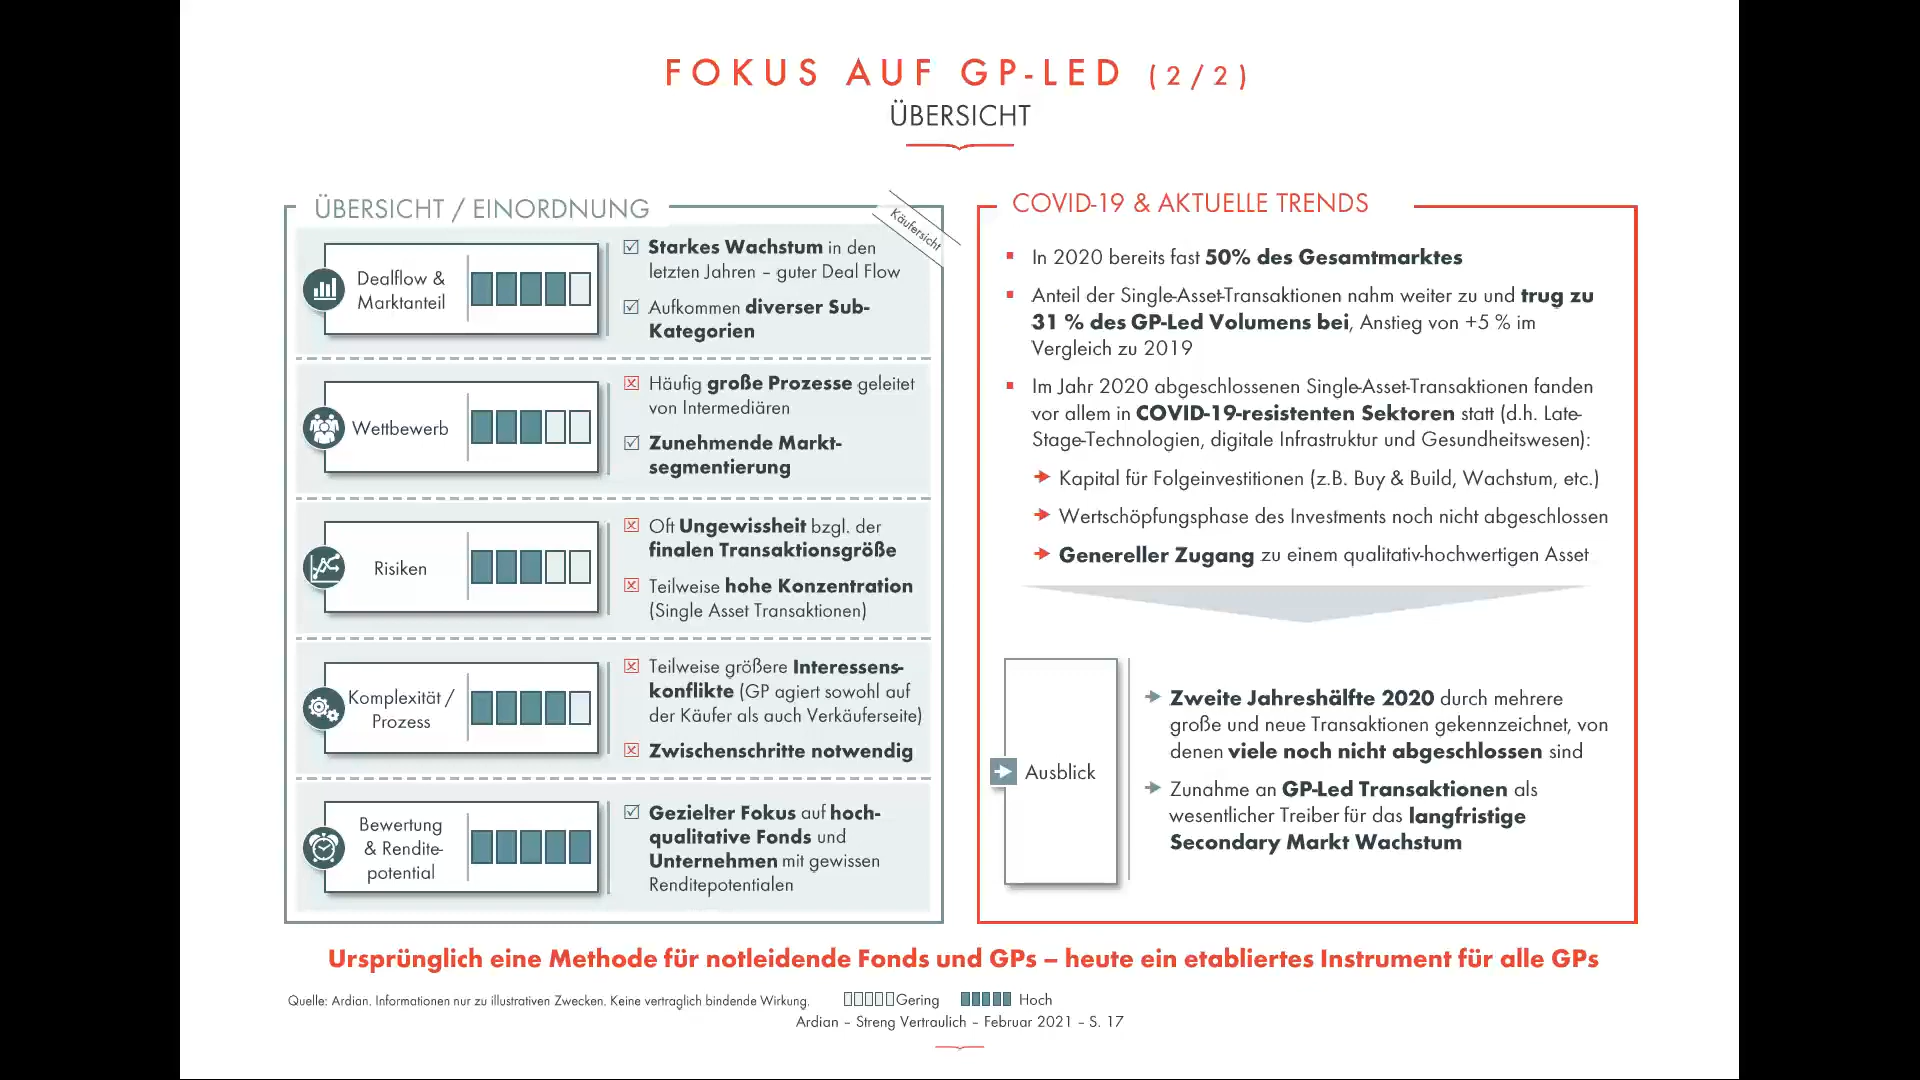 FOKUS AUF GP-LED (2/2)
ÜBERSICHT
ÜBERSICHT / EINORDNUNG
Käufersicht
Dealflow &
Marktanteil
Starkes Wachstum in den
letzten Jahren – guter Deal Flow
Aufkommen diverser Sub-
Kategorien
Wettbewerb
Häufig große Prozesse geleitet
von Intermediären
Zunehmende Markt-
segmentierung
Risiken
Oft Ungewissheit bzgl. der
finalen Transaktionsgröße
Teilweise hohe Konzentration
(Single Asset Transaktionen)
Komplexität /
Prozess
Teilweise größere Interessens-
konflikte (GP agiert sowohl auf
der Käufer als auch Verkäuferseite)
Zwischenschritte notwendig
Bewertung
& Rendite-
potential
Gezielter Fokus auf hoch-
qualitative Fonds und
Unternehmen mit gewissen
Renditepotentialen
COVID-19 & AKTUELLE TRENDS
In 2020 bereits fast 50% des Gesamtmarktes
Anteil der Single-Asset-Transaktionen nahm weiter zu und trug zu
31 % des GP-Led Volumens bei, Anstieg von +5 % im
Vergleich zu 2019
Im Jahr 2020 abgeschlossenen Single-Asset-Transaktionen fanden
vor allem in COVID-19-resistenten Sektoren statt (d.h. Late-
Stage-Technologien, digitale Infrastruktur und Gesundheitswesen):
Kapital für Folgeinvestitionen (z.B. Buy & Build, Wachstum, etc.)
Wertschöpfungsphase des Investments noch nicht abgeschlossen
Genereller Zugang zu einem qualitativ-hochwertigen Asset
Ausblick
Zweite Jahreshälfte 2020 durch mehrere
große und neue Transaktionen gekennzeichnet, von
denen viele noch nicht abgeschlossen sind
Zunahme an GP-Led Transaktionen als
wesentlicher Treiber für das langfristige
Secondary Markt Wachstum
Ursprünglich eine Methode für notleidende Fonds und GPs – heute ein etabliertes Instrument für alle GPs
Quelle: Ardian. Informationen nur zu illustrativen Zwecken. Keine vertraglich bindende Wirkung.
Gering
Hoch
Ardian – Streng Vertraulich – Februar 2021 – S. 17